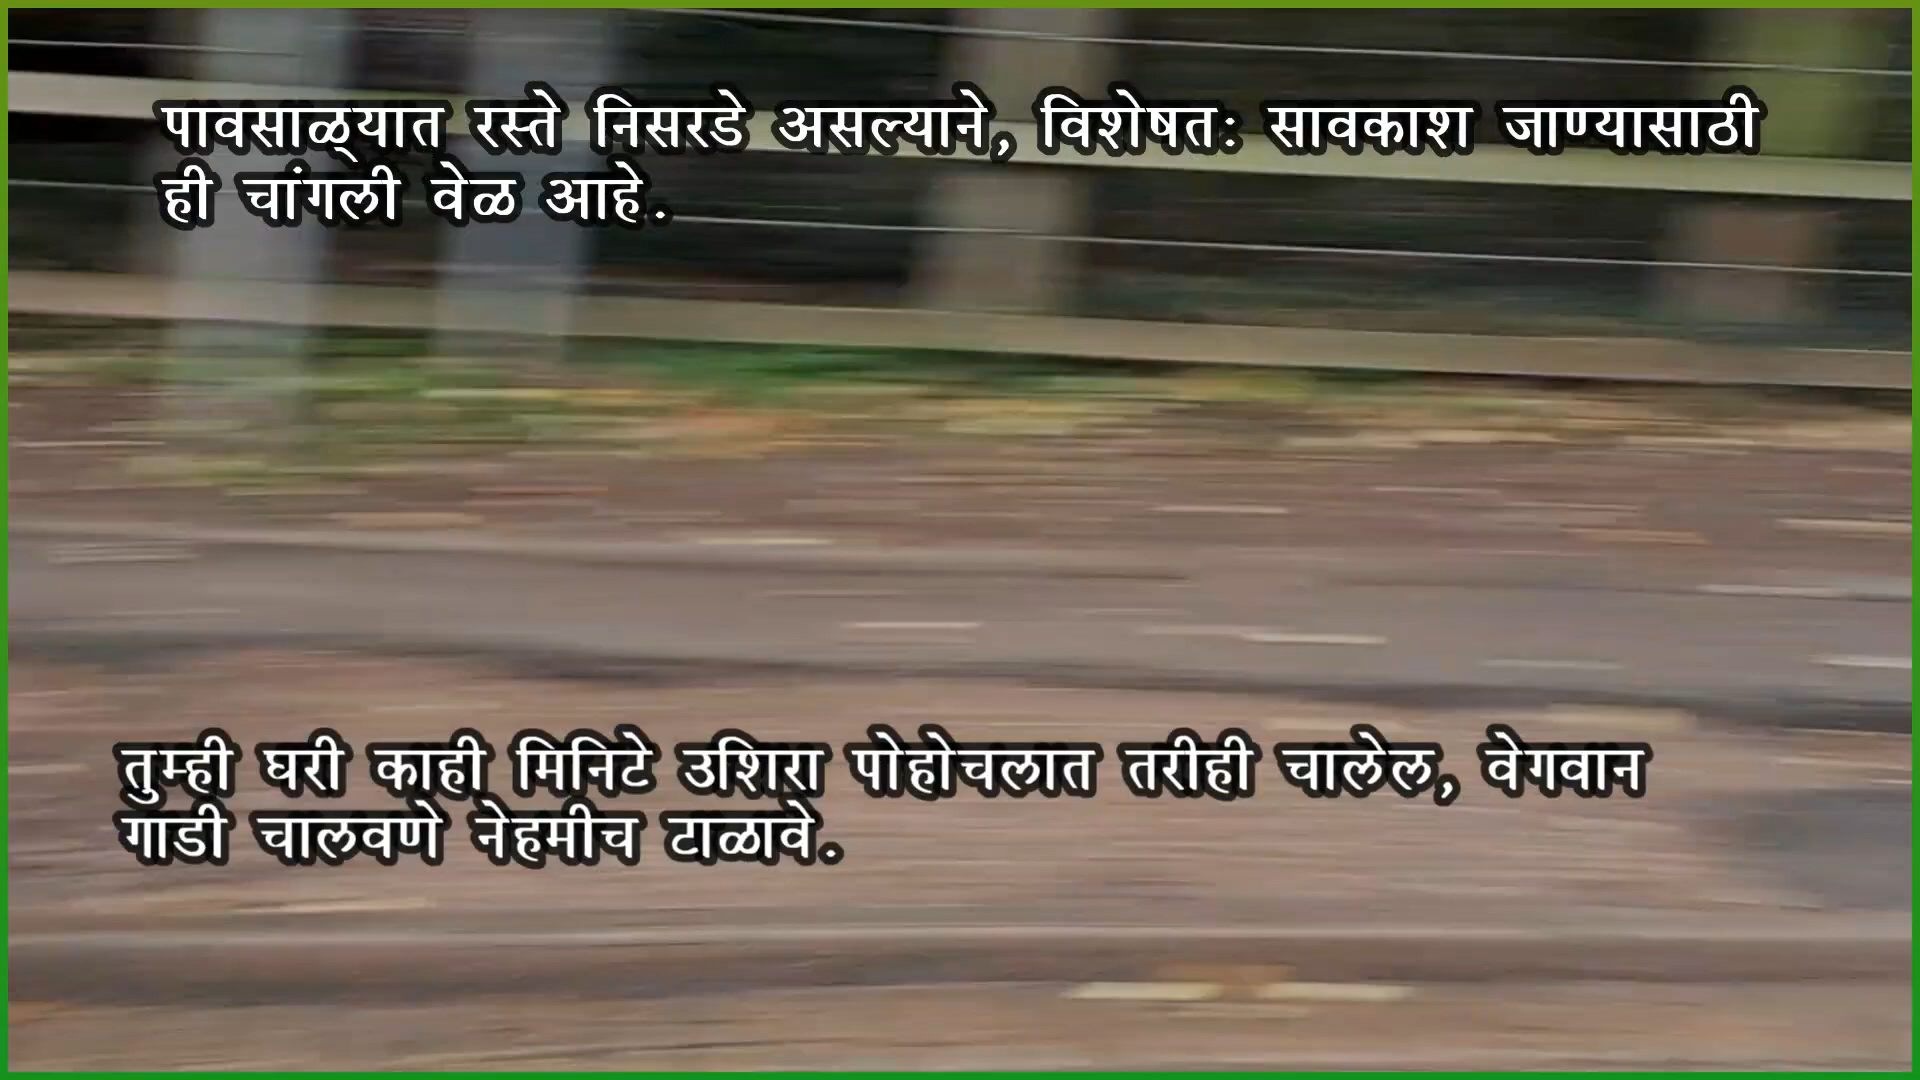 पावसाळ्यात रस्ते निसरडे असल्याने, विशेषतः सावकाश जाण्यासाठी
ही चांगली वेळ आहे.
तुम्ही घरी काही मिनिटे उशिरा पोहोचलात तरीही चालेल, वेगवान
गाडी चालवणे नेहमीच टाळावे.